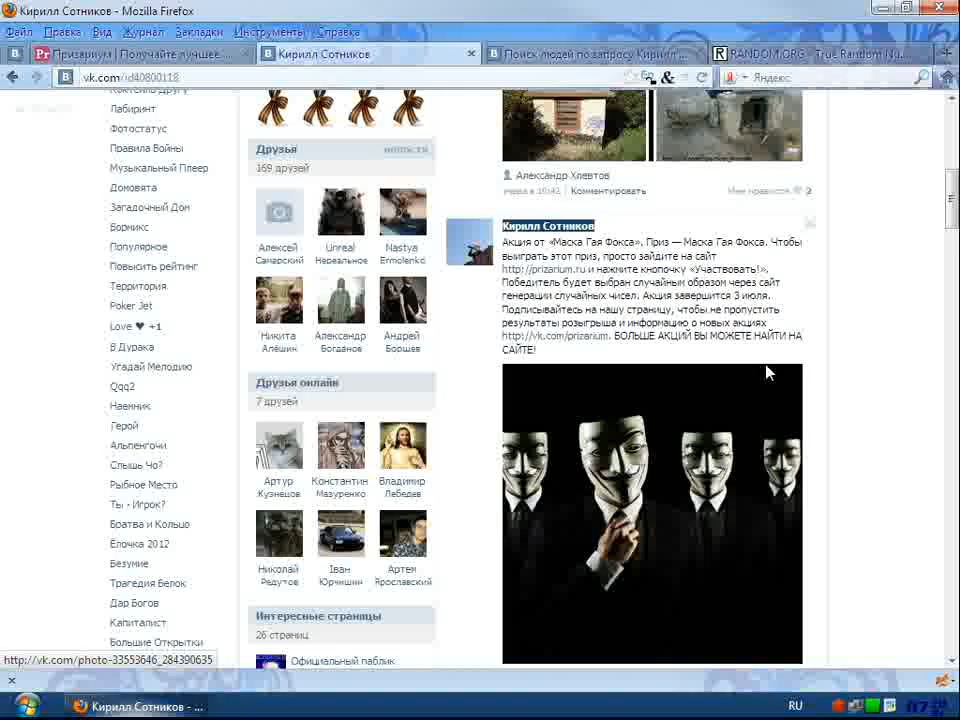 Кирилл Сотников - Mozilla Firefox
Файл Правка Вид Журнал Закладки Инструменты Справка
Призариум | Получайте лучшее... Кирилл Сотников Поиск людей по запросу Кирилл ... RANDOM.ORG - True Random Nu...
vk.com/id40800118 Яндекс
Лабиринт
Фотостатус
Правила Войны
Музыкальный Плеер
Домовята
Загадочный Дом
Вормикс
Популярное
Повысить рейтинг
Территория
Poker Jet
Love ♥ +1
В Дурака
Угадай Мелодию
Qqq2
Наемник
Герой
Альпенгочи
Слышь Чо?
Рыбное Место
Ты - Игрок?
Братва и Кольцо
Ёлочка 2012
Безумие
Трагедия Белок
Дар Богов
Капиталист
Большие Открытки
Друзья новости
169 друзей
Алексей Самарский
Unreal Нереальное
Nastya Ermolenko
Никита Алёшин
Александр Богданов
Андрей Борщев
Друзья онлайн
7 друзей
Артур Кузнецов
Константин Мазуренко
Владимир Лебедев
Николай Редутов
Іван Юрчишин
Артем Ярославский
Интересные страницы
26 страниц
Официальный паблик
Александр Хлевтов
вчера в 18:42 | Комментировать Мне нравится 2
Кирилл Сотников
Акция от «Маска Гая Фокса». Приз — Маска Гая Фокса. Чтобы
выиграть этот приз, просто зайдите на сайт
http://prizarium.ru и нажмите кнопочку «Участвовать!».
Победитель будет выбран случайным образом через сайт
генерации случайных чисел. Акция завершится 3 июля.
Подписывайтесь на нашу страницу, чтобы не пропустить
результаты розыгрыша и информацию о новых акциях
http://vk.com/prizarium. БОЛЬШЕ АКЦИЙ ВЫ МОЖЕТЕ НАЙТИ НА
САЙТЕ!
http://vk.com/photo-33553646_284390635
Кирилл Сотников - ... RU